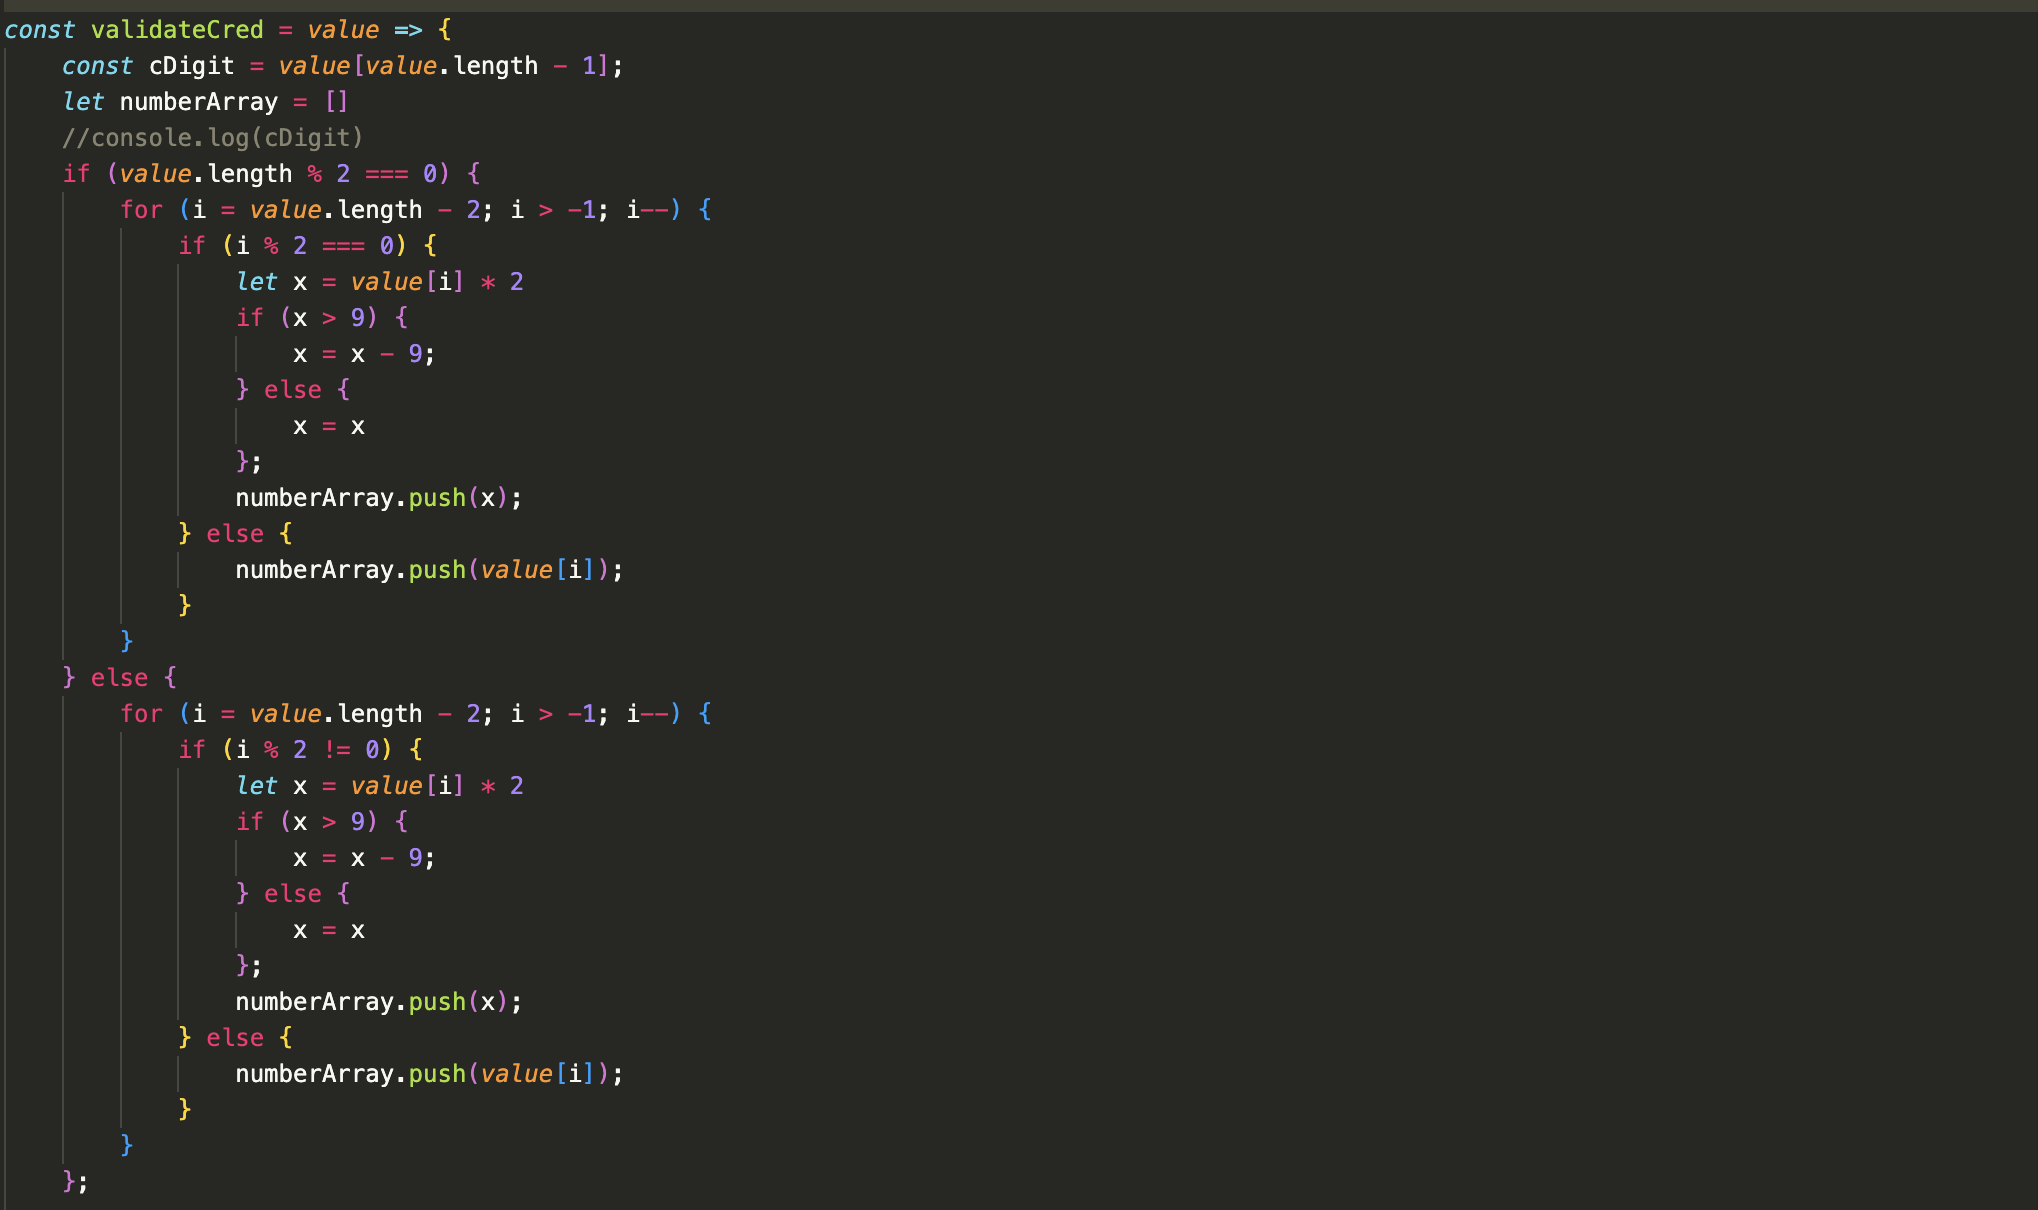 const validateCred = value => {
    const cDigit = value[value.length - 1];
    let numberArray = []
    //console.log(cDigit)
    if (value.length % 2 === 0) {
        for (i = value.length - 2; i > -1; i--) {
            if (i % 2 === 0) {
                let x = value[i] * 2
                if (x > 9) {
                    x = x - 9;
                } else {
                    x = x
                };
                numberArray.push(x);
            } else {
                numberArray.push(value[i]);
            }
        }
    } else {
        for (i = value.length - 2; i > -1; i--) {
            if (i % 2 != 0) {
                let x = value[i] * 2
                if (x > 9) {
                    x = x - 9;
                } else {
                    x = x
                };
                numberArray.push(x);
            } else {
                numberArray.push(value[i]);
            }
        }
    };